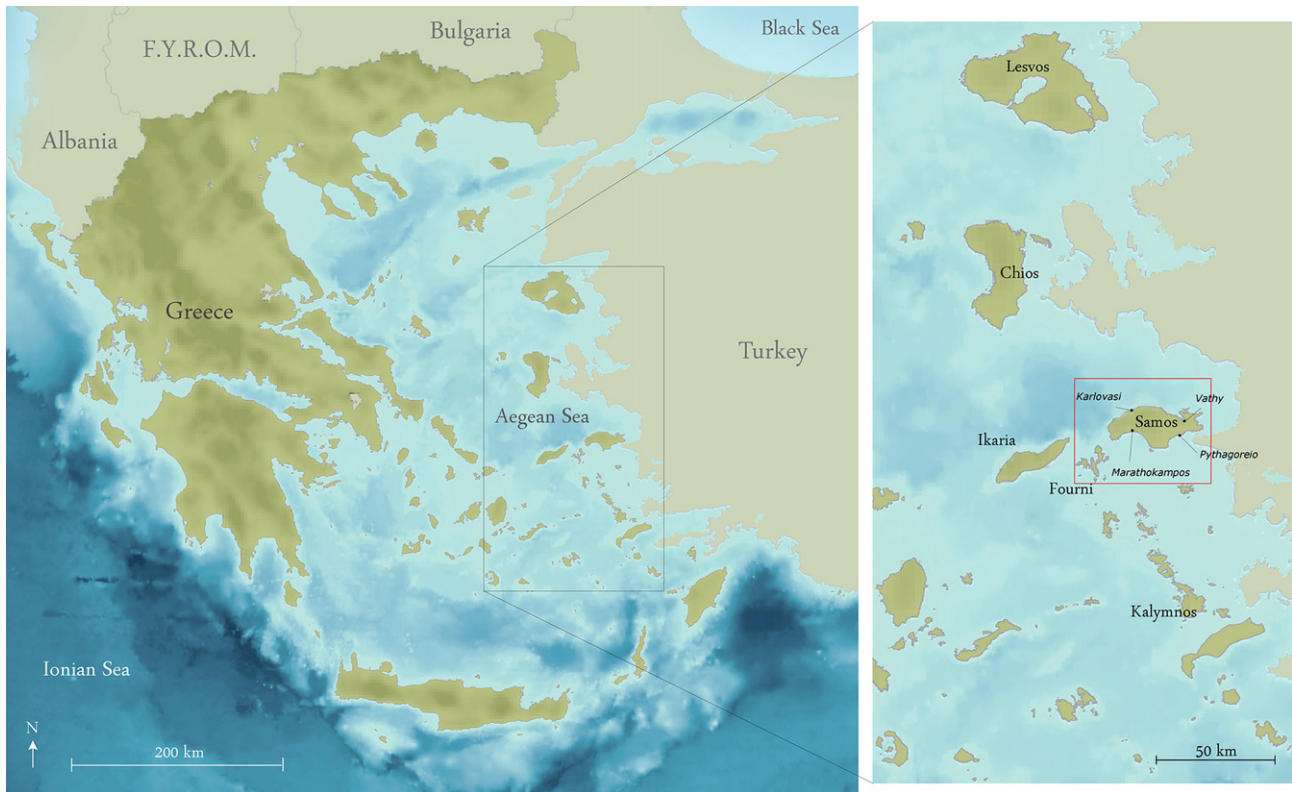 Bulgaria
Black Sea
F.Y.R.O.M.
Albania
Greece
Turkey
Aegean Sea
Ionian Sea
N
200 km
Lesvos
Chios
Karlovasi
Vathy
Samos
Ikaria
Pythagoreio
Marathokampos
Fourni
Kalymnos
50 km